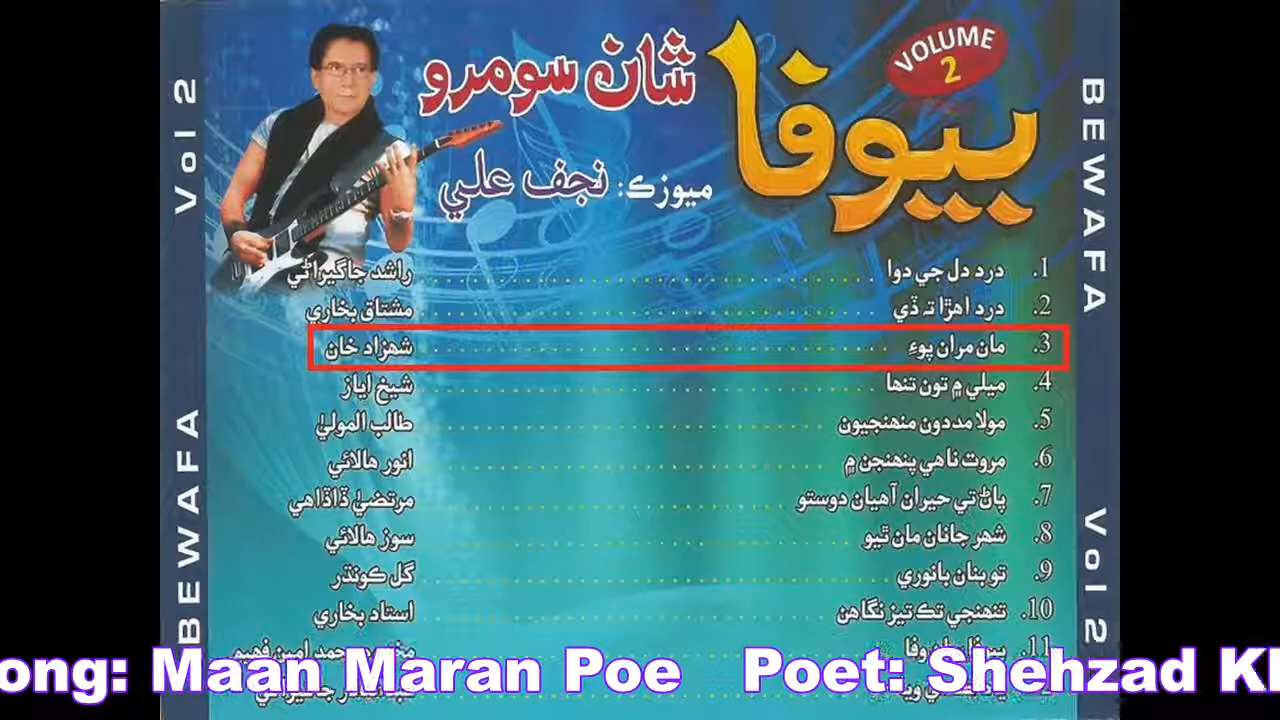 VOLUME
2
شان سومرو
بيوفا
ميوزڪ: نجف علي
BEWAFA
Vol 2
BEWAFA
Vol 2
1. درد دل جي دوا راشد جاگيراڻي
2. درد اهڙا تہ ڏي مشتاق بخاري
3. مان مران پوءِ شهزاد خان
4. ميلي ۾ تون تنها شيخ اياز
5. مولا مددون منهنجيون طالب الموليٰ
6. مروت ناهي پنهنجن ۾ انور هالائي
7. پاڻ تي حيران آهيان دوستو مرتضيٰ ڏاڏاهي
8. شهر جانان مان ٿيو سوز هالائي
9. تو بنان بانوري گل ڪونڌر
10. تنهنجي تڪ تيز نگاهن استاد بخاري
11.
ong: Maan Maran Poe Poet: Shehzad Kh